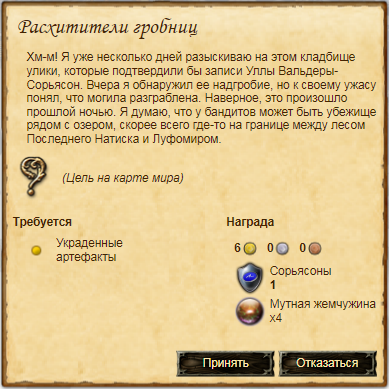 Расхитители гробниц
Хм-м! Я уже несколько дней разыскиваю на этом кладбище
улики, которые подтвердили бы записи Уллы Вальдеры-
Сорьясон. Вчера я обнаружил ее надгробие, но к своему ужасу
понял, что могила разграблена. Наверное, это произошло
прошлой ночью. Я думаю, что у бандитов может быть убежище
рядом с озером, скорее всего где-то на границе между лесом
Последнего Натиска и Луфомиром.
(Цель на карте мира)
Требуется
Украденные
артефакты
Награда
6 0 0
Сорьясоны
1
Мутная жемчужина
x4
Принять Отказаться